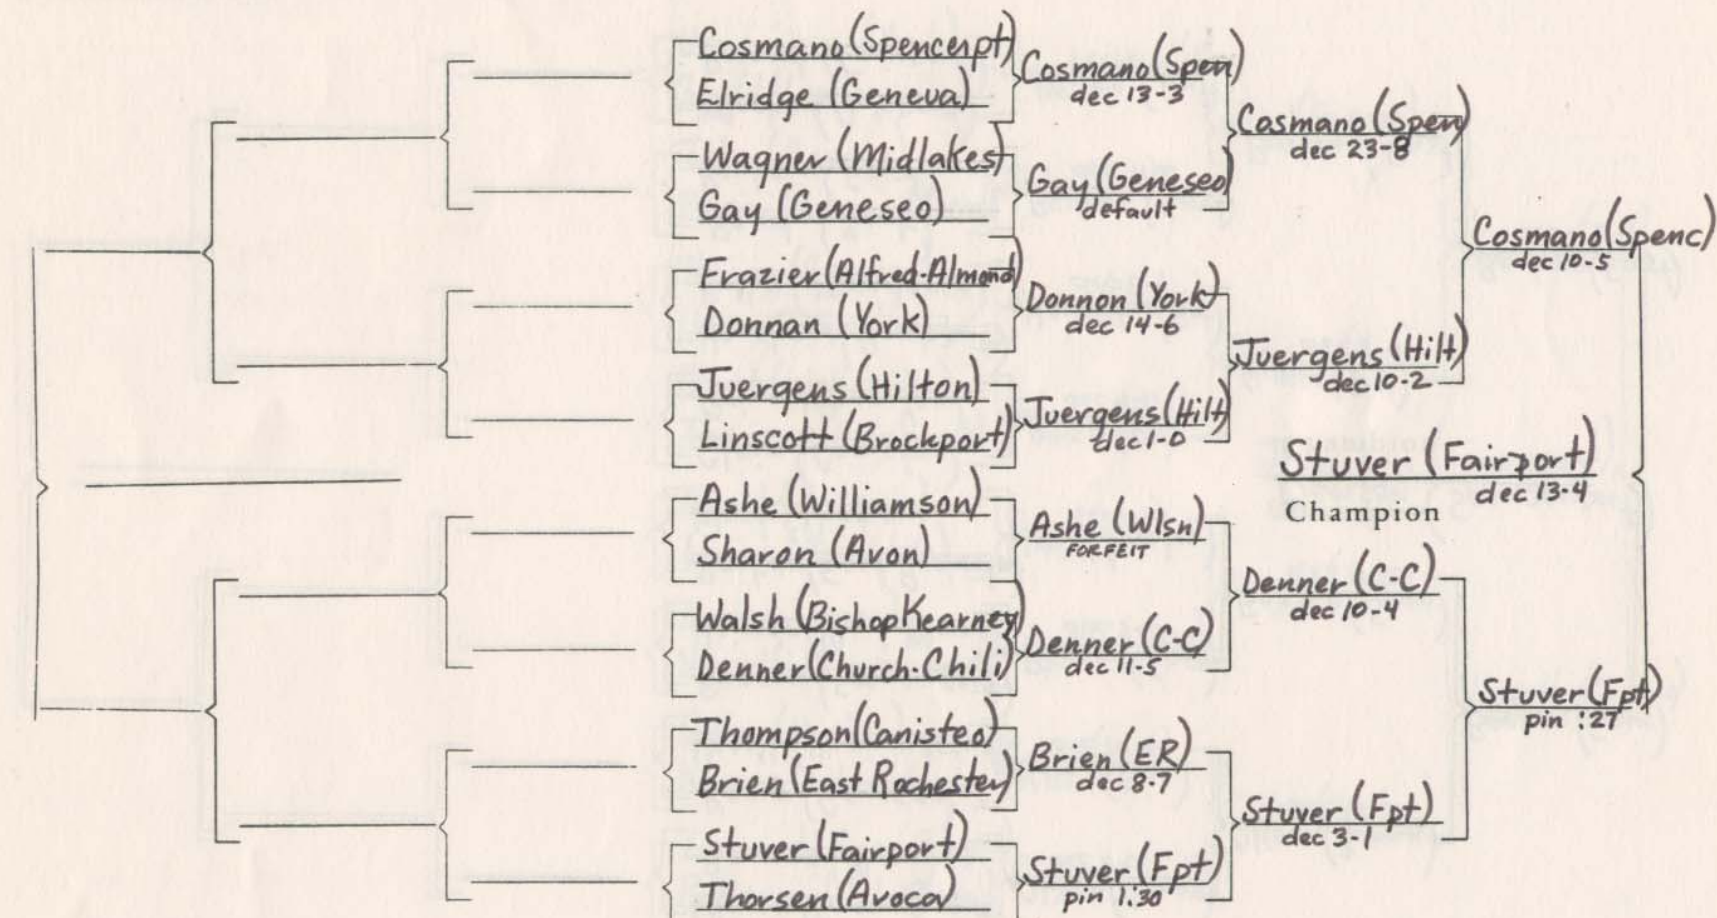 Cosmano (Spencerpt)
Elridge (Geneva)
Wagner (Midlakes)
Gay (Geneseo)
Frazier (Alfred-Almond)
Donnan (York)
Juergens (Hilton)
Linscott (Brockport)
Ashe (Williamson)
Sharon (Avon)
Walsh (Bishop Kearney)
Denner (Church-Chili)
Thompson (Canisteo)
Brien (East Rochester)
Stuver (Fairport)
Thorsen (Avoca)
Cosmano (Spen)
dec 13-3
Gay (Geneseo)
default
Donnon (York)
dec 14-6
Juergens (Hilt)
dec 1-0
Ashe (Wlsn)
FORFEIT
Denner (C-C)
dec 11-5
Brien (ER)
dec 8-7
Stuver (Fpt)
pin 1:30
Cosmano (Spen)
dec 23-8
Juergens (Hilt)
dec 10-2
Denner (C-C)
dec 10-4
Stuver (Fpt)
dec 3-1
Cosmano (Spenc)
dec 10-5
Stuver (Fpt)
pin :27
Stuver (Fairport)
dec 13-4
Champion